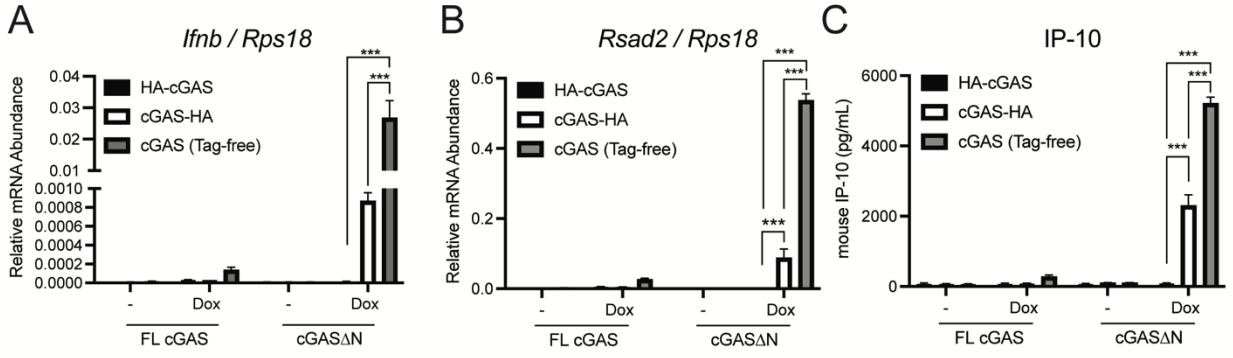 A
Ifnb / Rps18
HA-cGAS
cGAS-HA
cGAS (Tag-free)
Relative mRNA Abundance
0.04
0.03
0.02
0.01
0.0010
0.0008
0.0006
0.0004
0.0002
0.0000
***
***
- Dox - Dox
FL cGAS cGASΔN
B
Rsad2 / Rps18
HA-cGAS
cGAS-HA
cGAS (Tag-free)
Relative mRNA Abundance
0.6
0.4
0.2
0.0
***
***
***
- Dox - Dox
FL cGAS cGASΔN
C
IP-10
HA-cGAS
cGAS-HA
cGAS (Tag-free)
mouse IP-10 (pg/mL)
6000
4000
2000
0
***
***
***
- Dox - Dox
FL cGAS cGASΔN